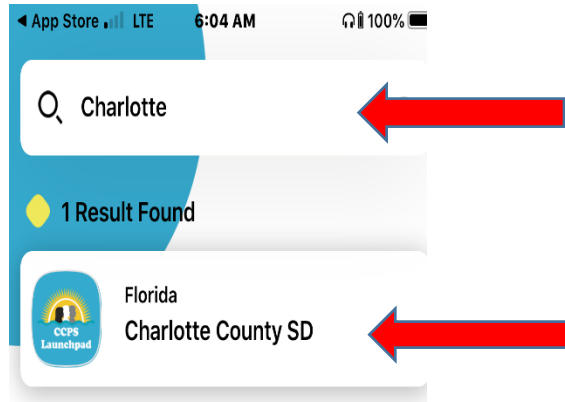 App Store LTE 6:04 AM 100%
Charlotte
1 Result Found
Florida
Charlotte County SD
CCPS
Launchpad